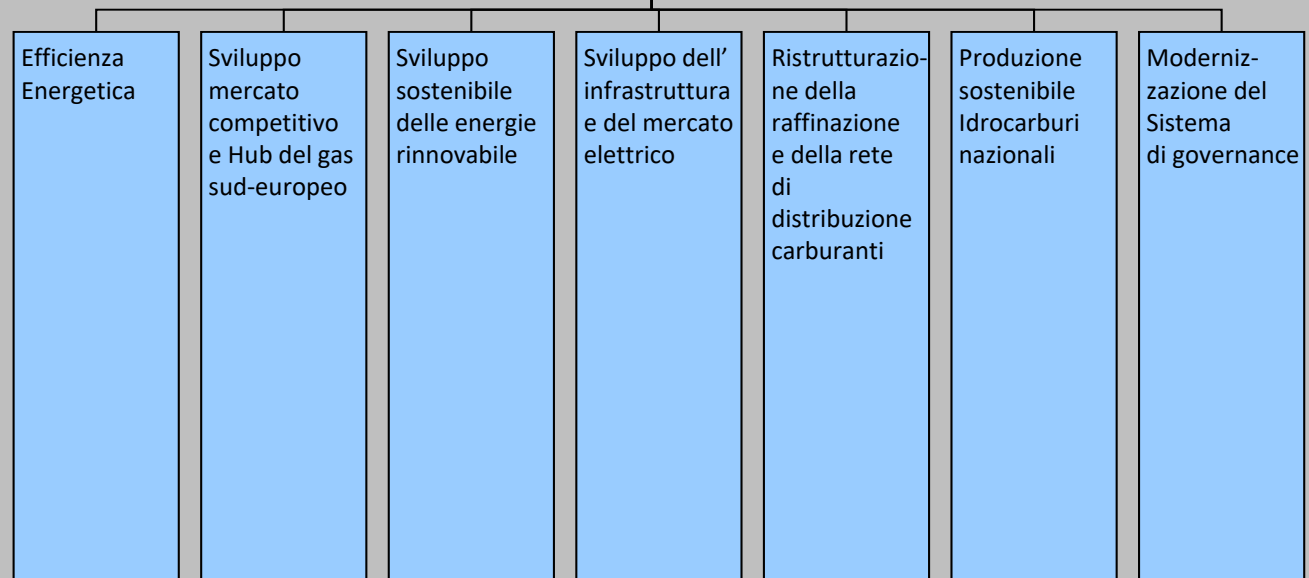 Efficienza
Energetica
Sviluppo
mercato
competitivo
e Hub del gas
sud-europeo
Sviluppo
sostenibile
delle energie
rinnovabile
Sviluppo dell'
infrastruttura
e del mercato
elettrico
Ristrutturazio-
ne della
raffinazione
e della rete
di
distribuzione
carburanti
Produzione
sostenibile
Idrocarburi
nazionali
Moderniz-
zazione del
Sistema
di governance